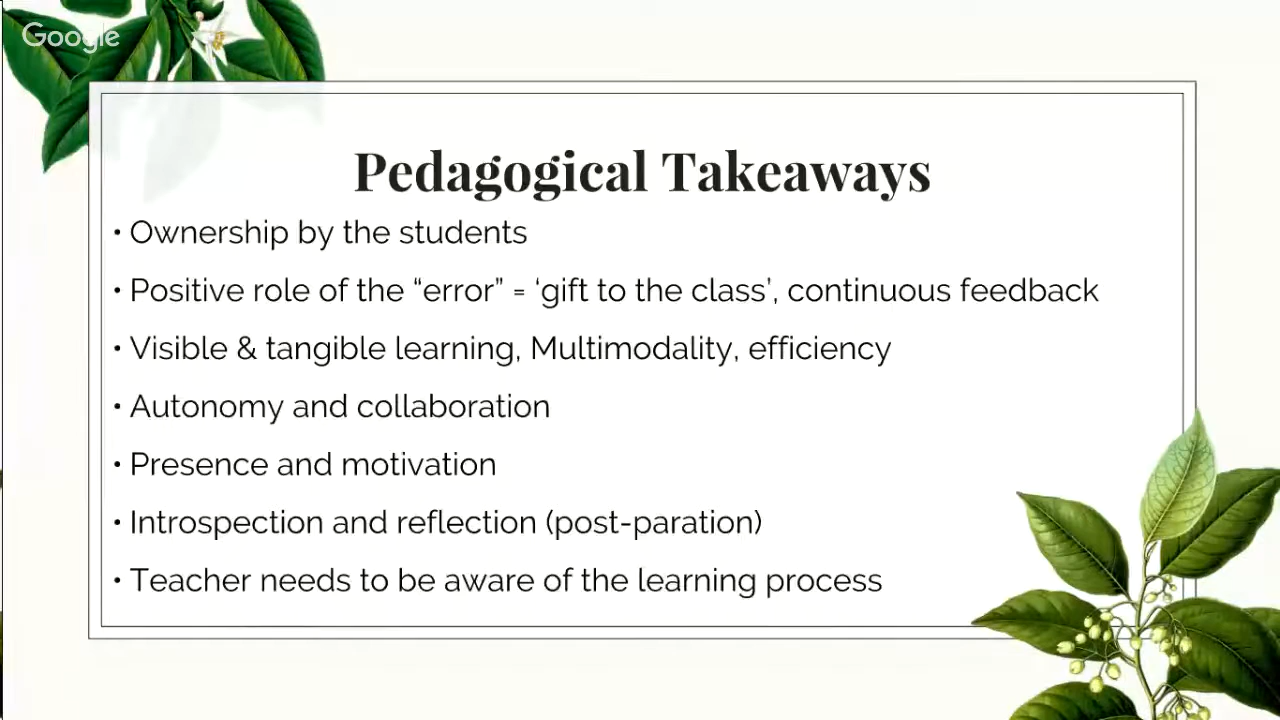 Google
Pedagogical Takeaways
• Ownership by the students
• Positive role of the “error” = ‘gift to the class’, continuous feedback
• Visible & tangible learning, Multimodality, efficiency
• Autonomy and collaboration
• Presence and motivation
• Introspection and reflection (post-paration)
• Teacher needs to be aware of the learning process